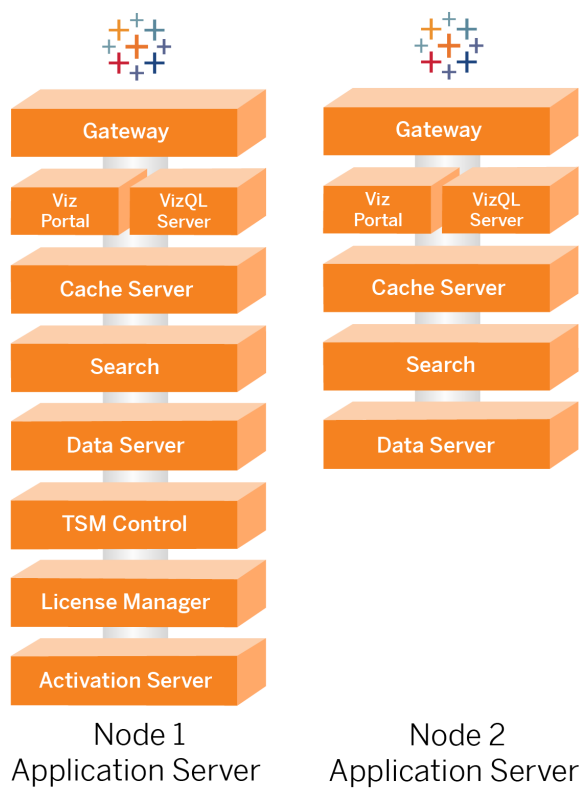 Gateway
Viz
Portal
VizQL
Server
Cache Server
Search
Data Server
TSM Control
License Manager
Activation Server
Node 1
Application Server
Gateway
Viz
Portal
VizQL
Server
Cache Server
Search
Data Server
Node 2
Application Server